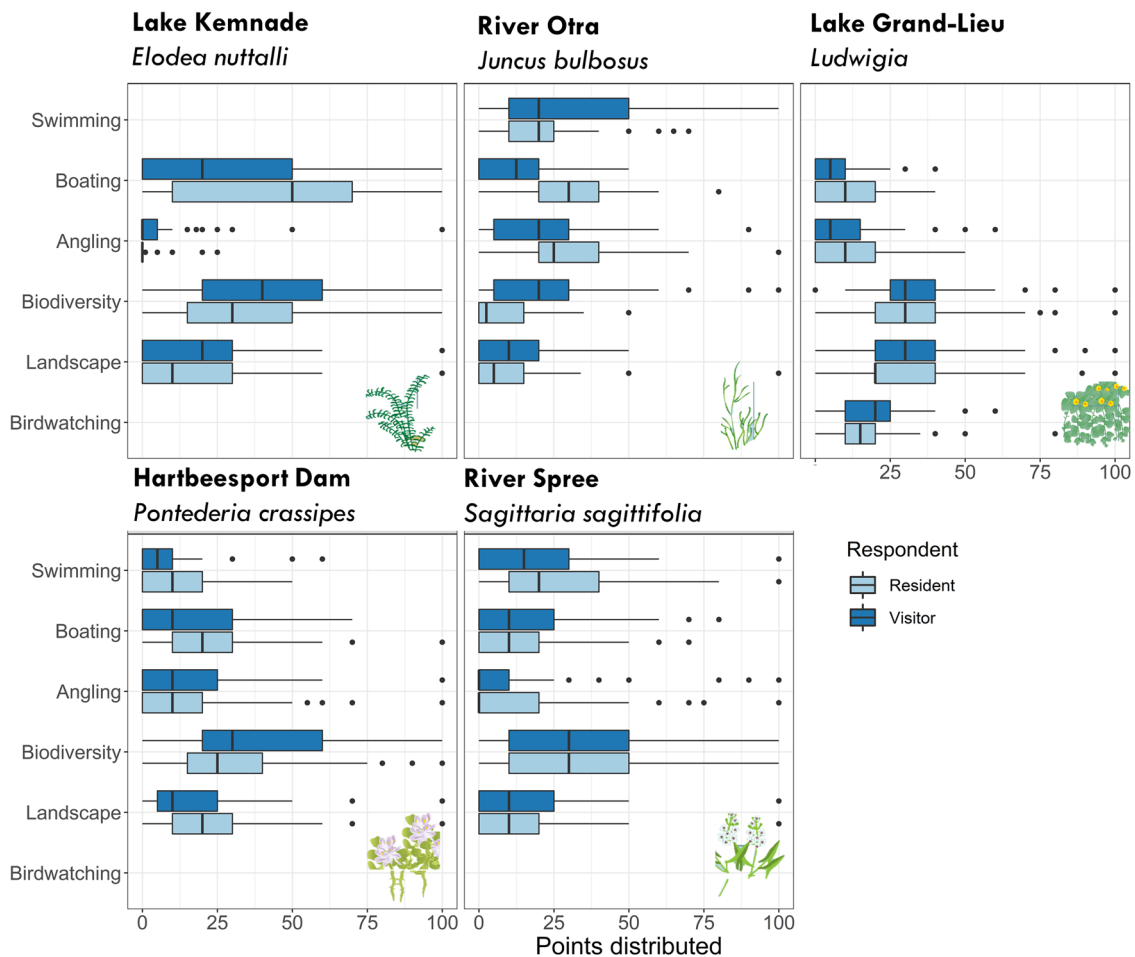 Lake Kemnade
Elodea nuttalli
River Otra
Juncus bulbosus
Lake Grand-Lieu
Ludwigia
Swimming
Boating
Angling
Biodiversity
Landscape
Birdwatching
25 50 75 100
Hartbeesport Dam
Pontederia crassipes
River Spree
Sagittaria sagittifolia
Swimming
Boating
Angling
Biodiversity
Landscape
Birdwatching
0 25 50 75 100
0 25 50 75 100
Points distributed
Respondent
Resident
Visitor